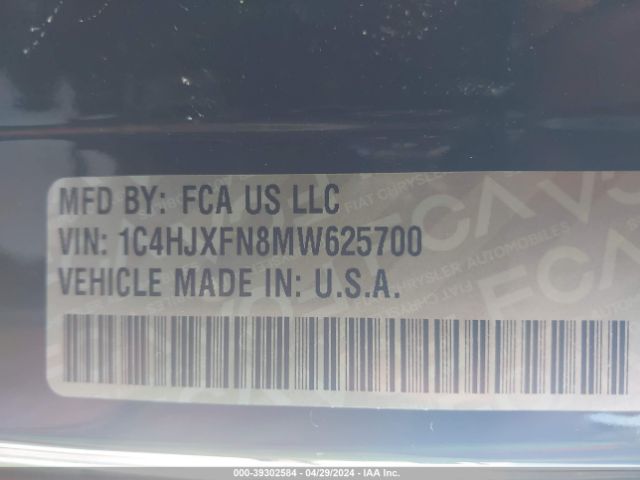 MFD BY: FCA US LLC
VIN: 1C4HJXFN8MW625700
VEHICLE MADE IN: U.S.A.
000-39302584 - 04/29/2024 - IAA Inc.